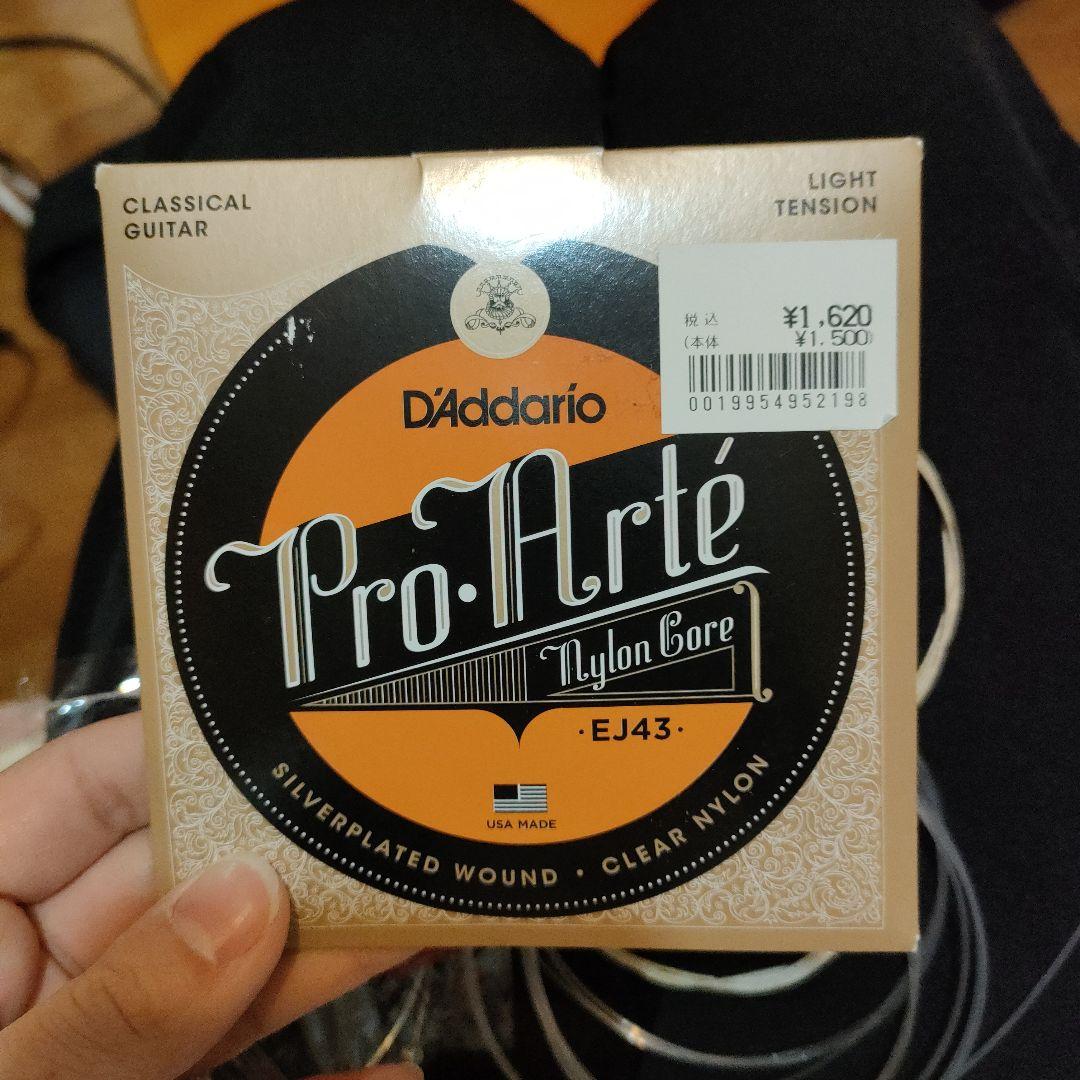 CLASSICAL
GUITAR
LIGHT
TENSION
税込 ¥1,620
(本体 ¥1,500)
0019954952198
D'Addario
Pro·Arté
Nylon Core
·EJ43·
USA MADE
SILVERPLATED WOUND • CLEAR NYLON